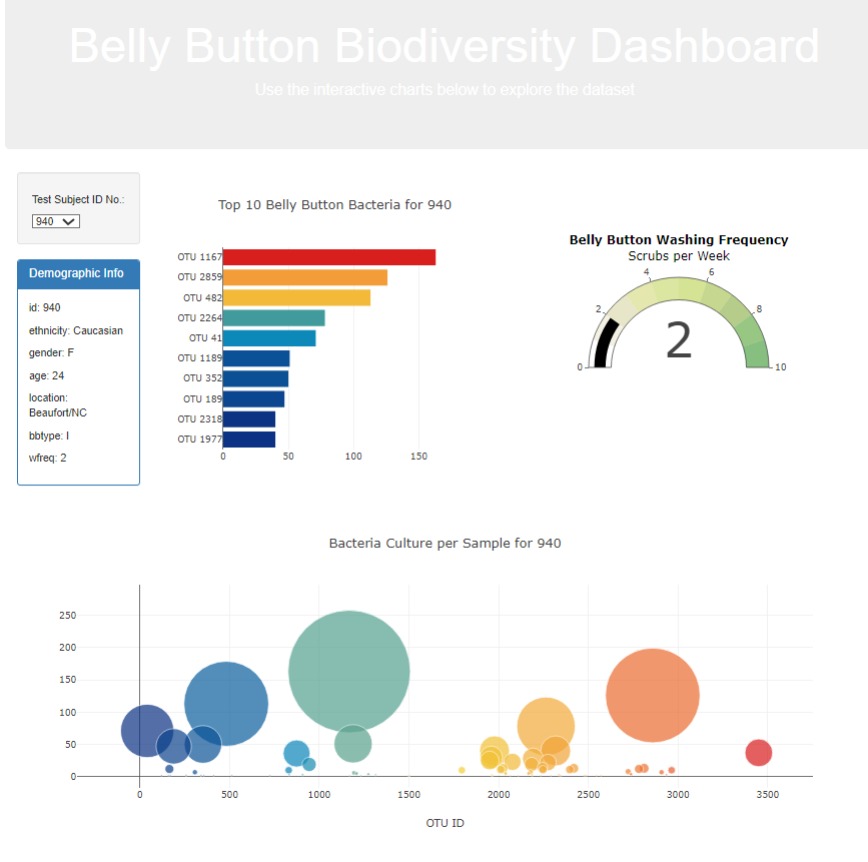 Belly Button Biodiversity Dashboard
Use the interactive charts below to explore the dataset
Test Subject ID No.:
940
Demographic Info
id: 940
ethnicity: Caucasian
gender: F
age: 24
location:
Beaufort/NC
bbtype: I
wfreq: 2
Top 10 Belly Button Bacteria for 940
OTU 1167
OTU 2859
OTU 482
OTU 2264
OTU 41
OTU 1189
OTU 352
OTU 189
OTU 2318
OTU 1977
0 50 100 150
Belly Button Washing Frequency
Scrubs per Week
4 6
2 8
2
0 10
Bacteria Culture per Sample for 940
250
200
150
100
50
0
0 500 1000 1500 2000 2500 3000 3500
OTU ID